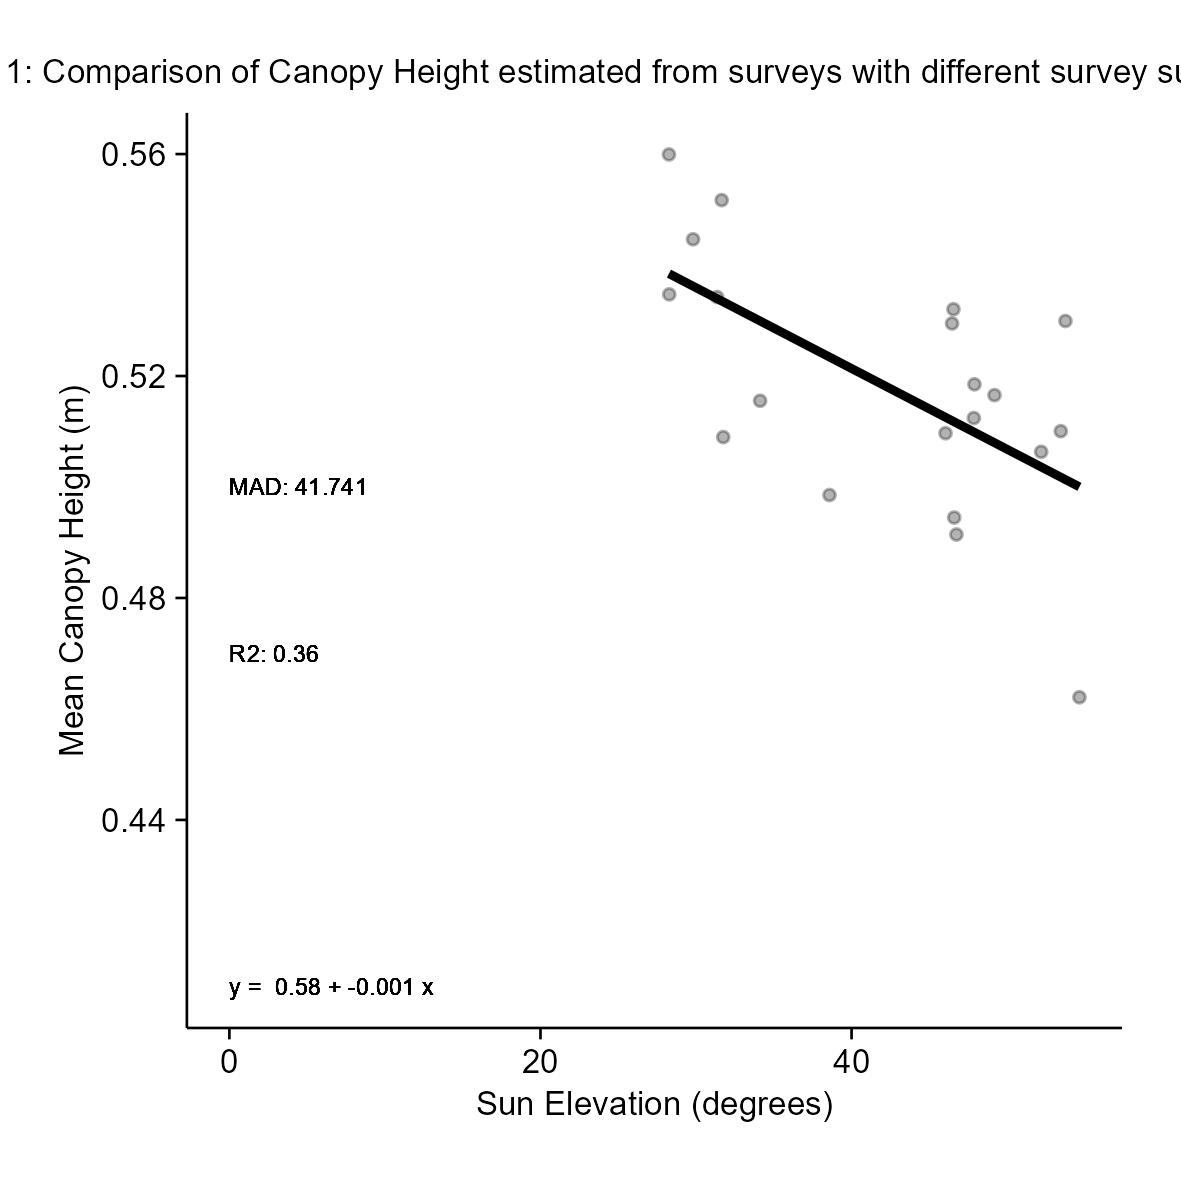 1: Comparison of Canopy Height estimated from surveys with different survey
0.56
0.52
0.48
0.44
Mean Canopy Height (m)
MAD: 41.741
R2: 0.36
y = 0.58 + -0.001 x
0 20 40
Sun Elevation (degrees)